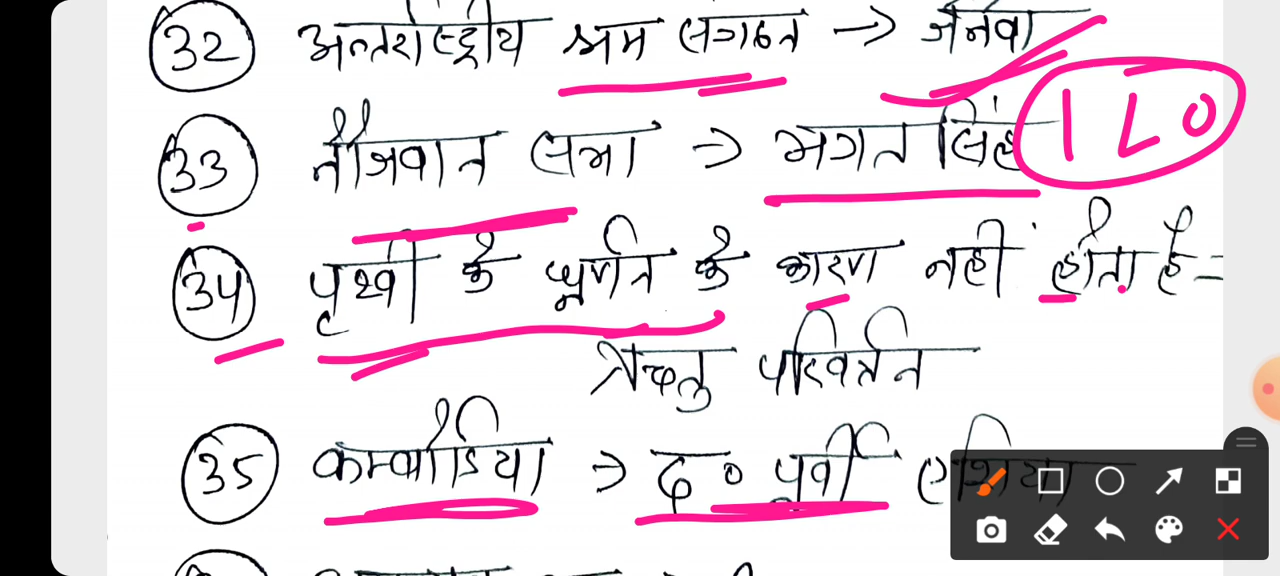 32 अन्तर्राष्ट्रीय श्रम संगठन → जेनेवा
ILO
33 नौजवान सभा → भगत सिंह
34 पृथ्वी के घूर्णन के कारण नहीं होता है =
ऋतु परिवर्तन
35 कम्बोडिया → द० पूर्वी एशिया